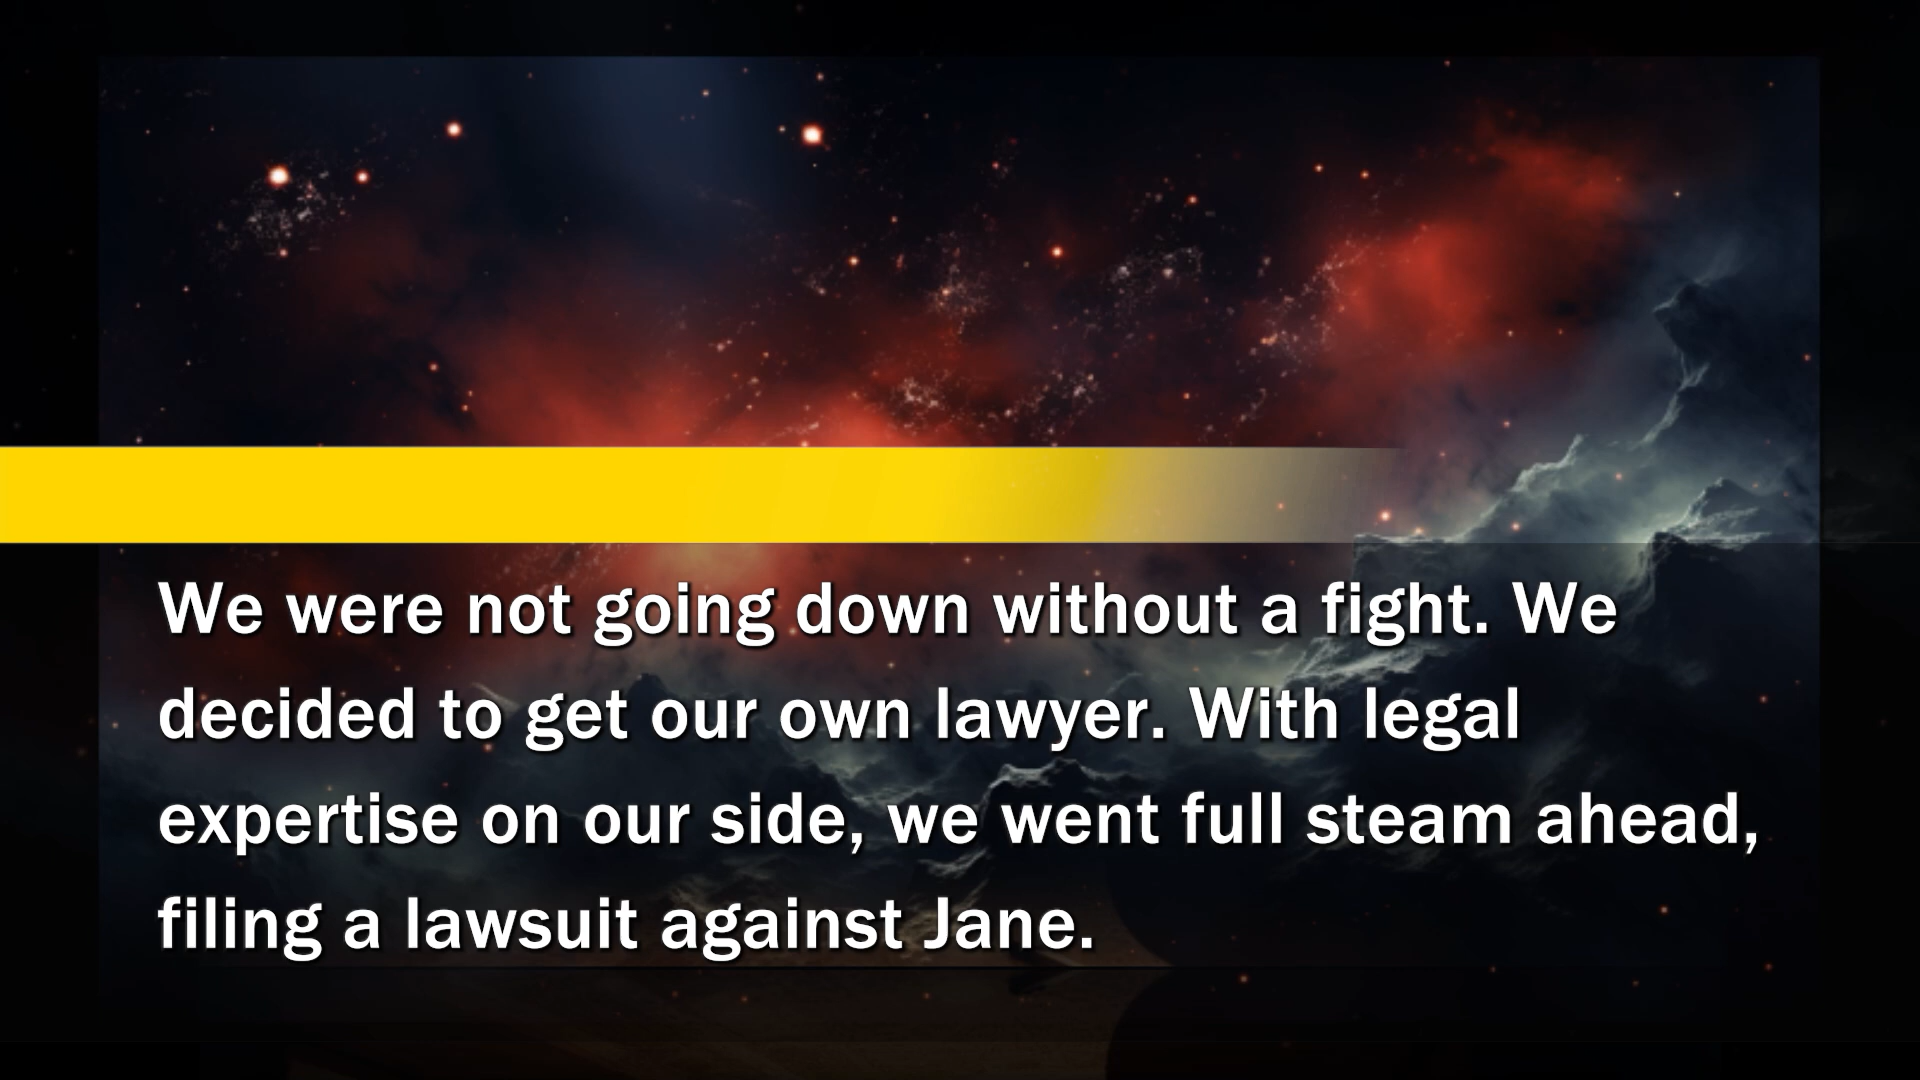 We were not going down without a fight. We
decided to get our own lawyer. With legal
expertise on our side, we went full steam ahead,
filing a lawsuit against Jane.